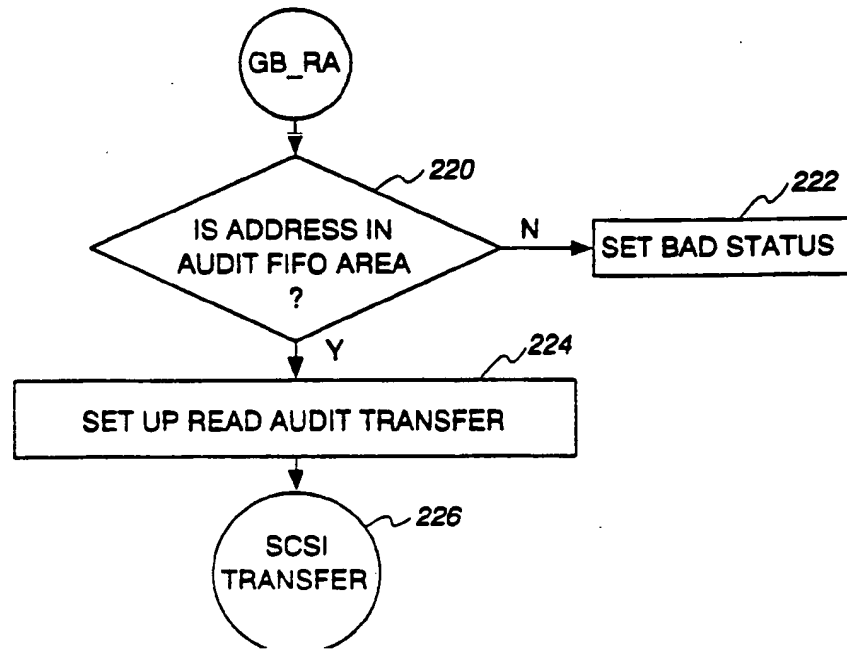 GB_RA
220
IS ADDRESS IN
AUDIT FIFO AREA
?
N
222
SET BAD STATUS
Y
224
SET UP READ AUDIT TRANSFER
226
SCSI
TRANSFER